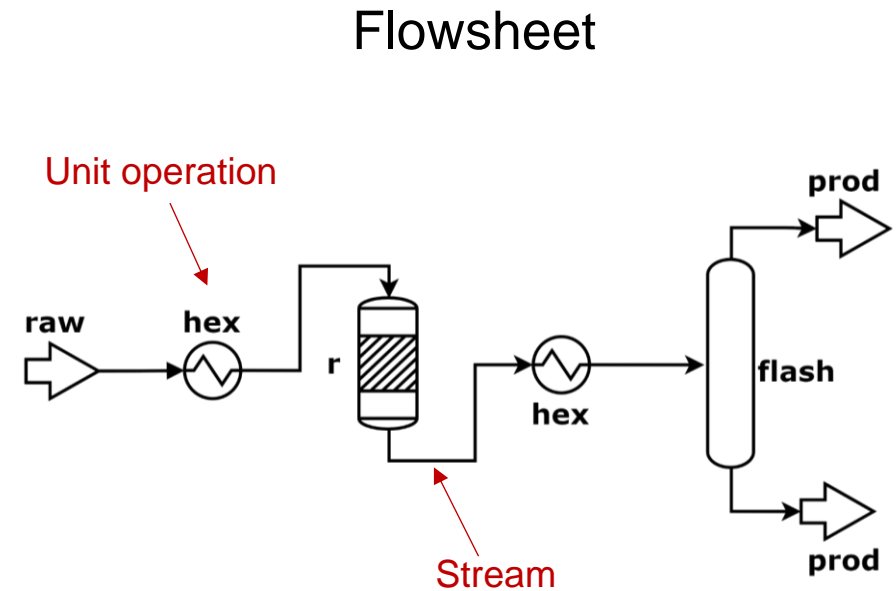 Flowsheet
Unit operation
prod
raw
hex
r
flash
hex
prod
Stream